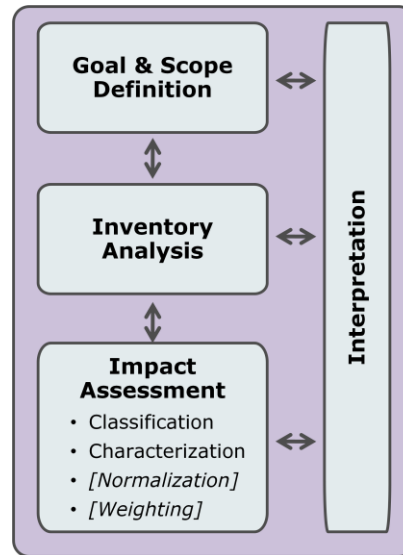 Goal & Scope
Definition
Inventory
Analysis
Impact
Assessment
• Classification
• Characterization
• [Normalization]
• [Weighting]
Interpretation